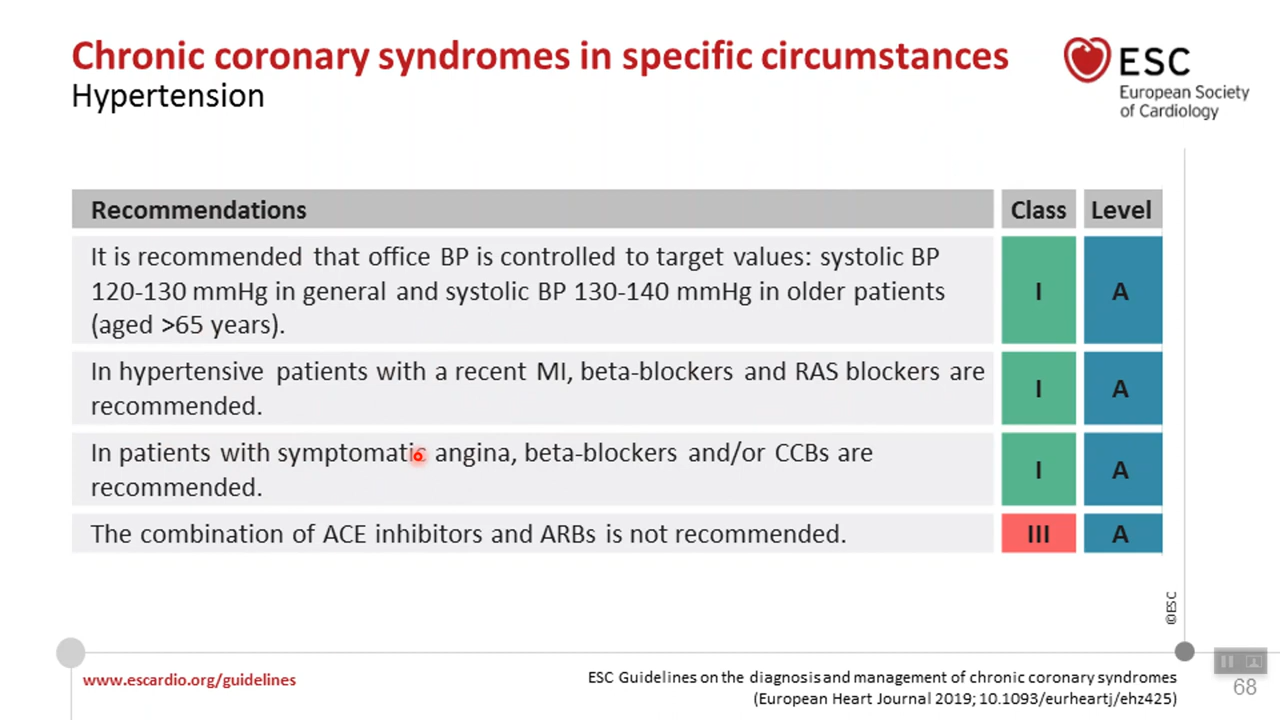 Chronic coronary syndromes in specific circumstances
Hypertension
ESC
European Society
of Cardiology
Recommendations Class Level
It is recommended that office BP is controlled to target values: systolic BP
120-130 mmHg in general and systolic BP 130-140 mmHg in older patients
(aged >65 years).
I A
In hypertensive patients with a recent MI, beta-blockers and RAS blockers are
recommended.
I A
In patients with symptomatic angina, beta-blockers and/or CCBs are
recommended.
I A
The combination of ACE inhibitors and ARBs is not recommended. III A
©ESC
www.escardio.org/guidelines
ESC Guidelines on the diagnosis and management of chronic coronary syndromes
(European Heart Journal 2019; 10.1093/eurheartj/ehz425)
68